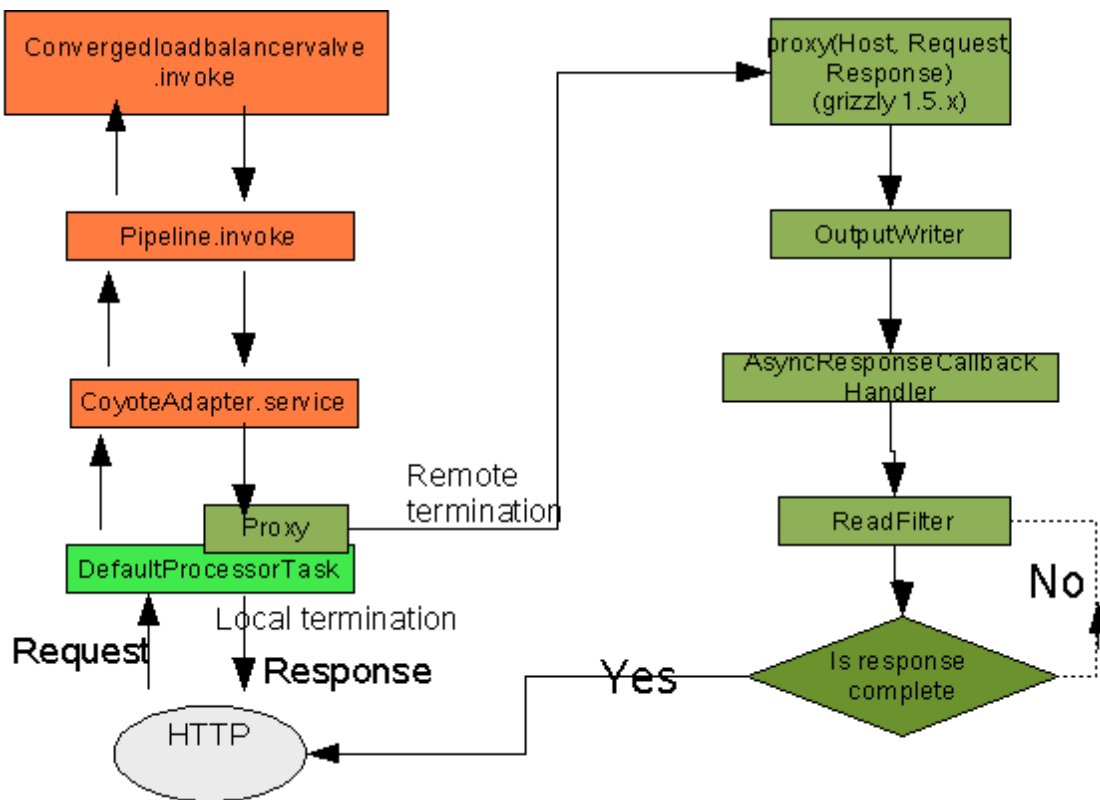 Convergedloadbalancervalve
.invoke
Pipeline.invoke
CoyoteAdapter.service
Proxy
DefaultProcessorTask
Local termination
Request
Response
HTTP
Remote
termination
proxy(Host, Request,
Response)
(grizzly 1.5.x)
OutputWriter
AsyncResponseCallback
Handler
ReadFilter
No
Is response
complete
Yes